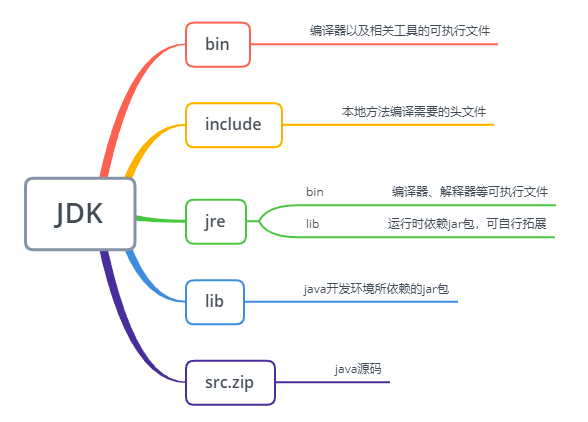 JDK
bin
编译器以及相关工具的可执行文件
include
本地方法编译需要的头文件
jre
bin 编译器、解释器等可执行文件
lib 运行时依赖jar包，可自行拓展
lib
java开发环境所依赖的jar包
src.zip
java源码